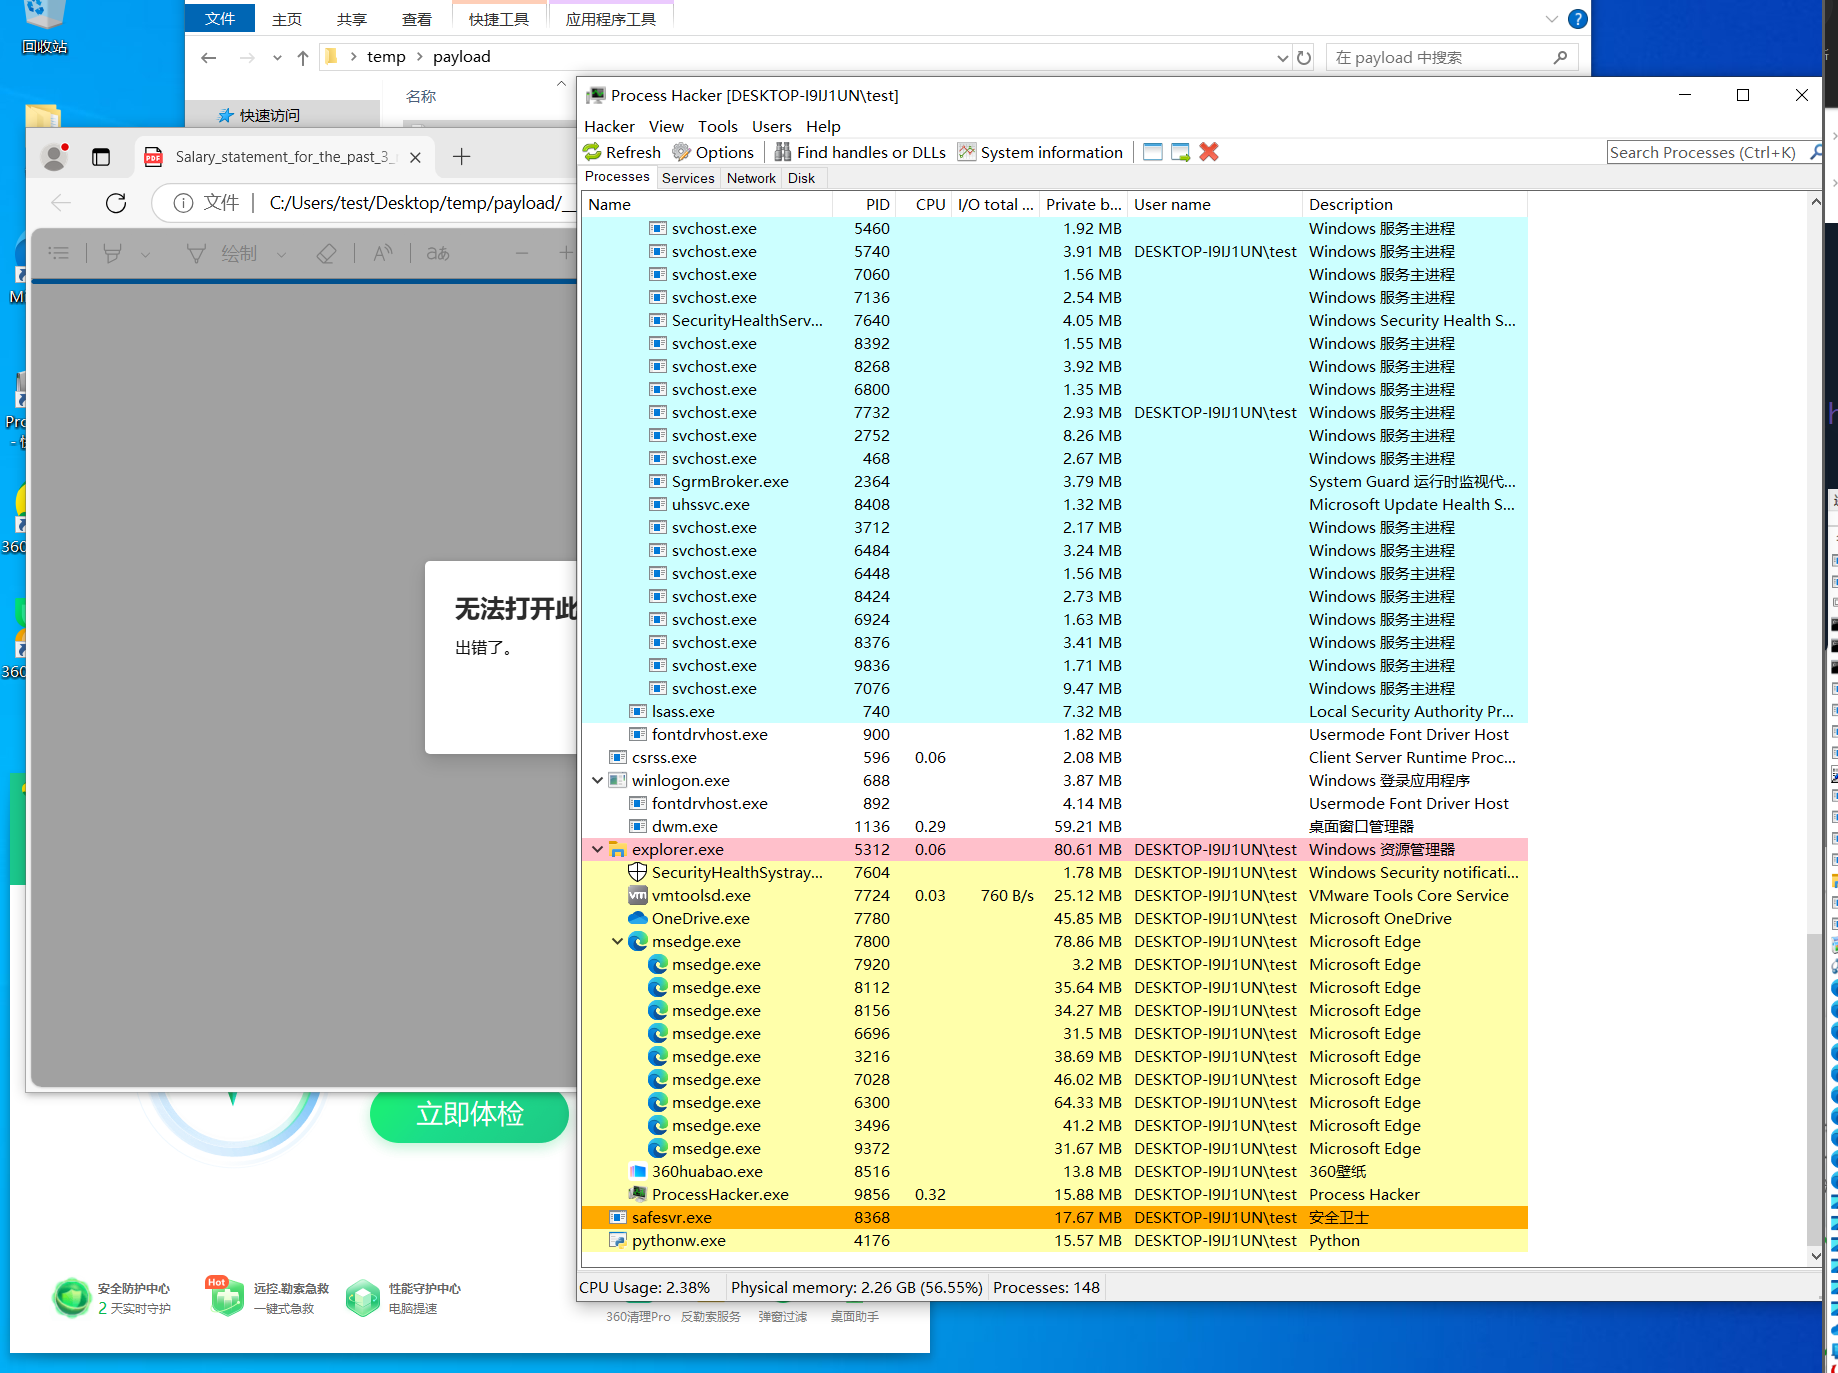 回收站
文件 主页 共享 查看 快捷工具 应用程序工具
temp payload
在 payload 中搜索
名称
快速访问
Salary_statement_for_the_past_3_
文件 C:/Users/test/Desktop/temp/payload/__
绘制
aあ
无法打开此
出错了。
Process Hacker [DESKTOP-I9IJ1UN\test]
Hacker View Tools Users Help
Refresh Options Find handles or DLLs System information
Search Processes (Ctrl+K)
Processes Services Network Disk
Name PID CPU I/O total ... Private b... User name Description
svchost.exe 5460 1.92 MB Windows 服务主进程
svchost.exe 5740 3.91 MB DESKTOP-I9IJ1UN\test Windows 服务主进程
svchost.exe 7060 1.56 MB Windows 服务主进程
svchost.exe 7136 2.54 MB Windows 服务主进程
SecurityHealthServ... 7640 4.05 MB Windows Security Health S...
svchost.exe 8392 1.55 MB Windows 服务主进程
svchost.exe 8268 3.92 MB Windows 服务主进程
svchost.exe 6800 1.35 MB Windows 服务主进程
svchost.exe 7732 2.93 MB DESKTOP-I9IJ1UN\test Windows 服务主进程
svchost.exe 2752 8.26 MB Windows 服务主进程
svchost.exe 468 2.67 MB Windows 服务主进程
SgrmBroker.exe 2364 3.79 MB System Guard 运行时监视代...
uhssvc.exe 8408 1.32 MB Microsoft Update Health S...
svchost.exe 3712 2.17 MB Windows 服务主进程
svchost.exe 6484 3.24 MB Windows 服务主进程
svchost.exe 6448 1.56 MB Windows 服务主进程
svchost.exe 8424 2.73 MB Windows 服务主进程
svchost.exe 6924 1.63 MB Windows 服务主进程
svchost.exe 8376 3.41 MB Windows 服务主进程
svchost.exe 9836 1.71 MB Windows 服务主进程
svchost.exe 7076 9.47 MB Windows 服务主进程
lsass.exe 740 7.32 MB Local Security Authority Pr...
fontdrvhost.exe 900 1.82 MB Usermode Font Driver Host
csrss.exe 596 0.06 2.08 MB Client Server Runtime Proc...
winlogon.exe 688 3.87 MB Windows 登录应用程序
fontdrvhost.exe 892 4.14 MB Usermode Font Driver Host
dwm.exe 1136 0.29 59.21 MB 桌面窗口管理器
explorer.exe 5312 0.06 80.61 MB DESKTOP-I9IJ1UN\test Windows 资源管理器
SecurityHealthSystray... 7604 1.78 MB DESKTOP-I9IJ1UN\test Windows Security notificati...
vmtoolsd.exe 7724 0.03 760 B/s 25.12 MB DESKTOP-I9IJ1UN\test VMware Tools Core Service
OneDrive.exe 7780 45.85 MB DESKTOP-I9IJ1UN\test Microsoft OneDrive
msedge.exe 7800 78.86 MB DESKTOP-I9IJ1UN\test Microsoft Edge
msedge.exe 7920 3.2 MB DESKTOP-I9IJ1UN\test Microsoft Edge
msedge.exe 8112 35.64 MB DESKTOP-I9IJ1UN\test Microsoft Edge
msedge.exe 8156 34.27 MB DESKTOP-I9IJ1UN\test Microsoft Edge
msedge.exe 6696 31.5 MB DESKTOP-I9IJ1UN\test Microsoft Edge
msedge.exe 3216 38.69 MB DESKTOP-I9IJ1UN\test Microsoft Edge
msedge.exe 7028 46.02 MB DESKTOP-I9IJ1UN\test Microsoft Edge
msedge.exe 6300 64.33 MB DESKTOP-I9IJ1UN\test Microsoft Edge
msedge.exe 3496 41.2 MB DESKTOP-I9IJ1UN\test Microsoft Edge
msedge.exe 9372 31.67 MB DESKTOP-I9IJ1UN\test Microsoft Edge
360huabao.exe 8516 13.8 MB DESKTOP-I9IJ1UN\test 360壁纸
ProcessHacker.exe 9856 0.32 15.88 MB DESKTOP-I9IJ1UN\test Process Hacker
safesvr.exe 8368 17.67 MB DESKTOP-I9IJ1UN\test 安全卫士
pythonw.exe 4176 15.57 MB DESKTOP-I9IJ1UN\test Python
CPU Usage: 2.38% Physical memory: 2.26 GB (56.55%) Processes: 148
立即体检
安全防护中心
2 天实时守护
Hot
远控.勒索急救
一键式急救
性能守护中心
电脑提速
360清理Pro 反勒索服务 弹窗过滤 桌面助手